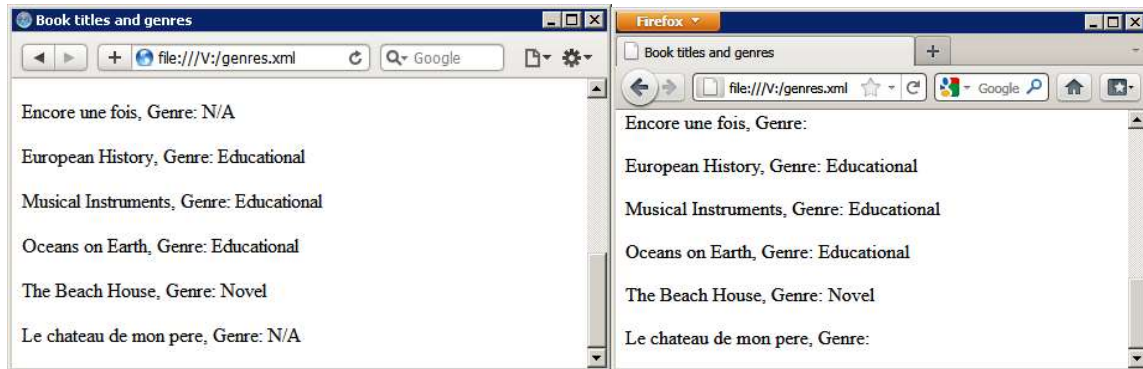 Book titles and genres
file:///V:/genres.xml
Google
Encore une fois, Genre: N/A
European History, Genre: Educational
Musical Instruments, Genre: Educational
Oceans on Earth, Genre: Educational
The Beach House, Genre: Novel
Le chateau de mon pere, Genre: N/A
Firefox
Book titles and genres
file:///V:/genres.xml
Google
Encore une fois, Genre:
European History, Genre: Educational
Musical Instruments, Genre: Educational
Oceans on Earth, Genre: Educational
The Beach House, Genre: Novel
Le chateau de mon pere, Genre: